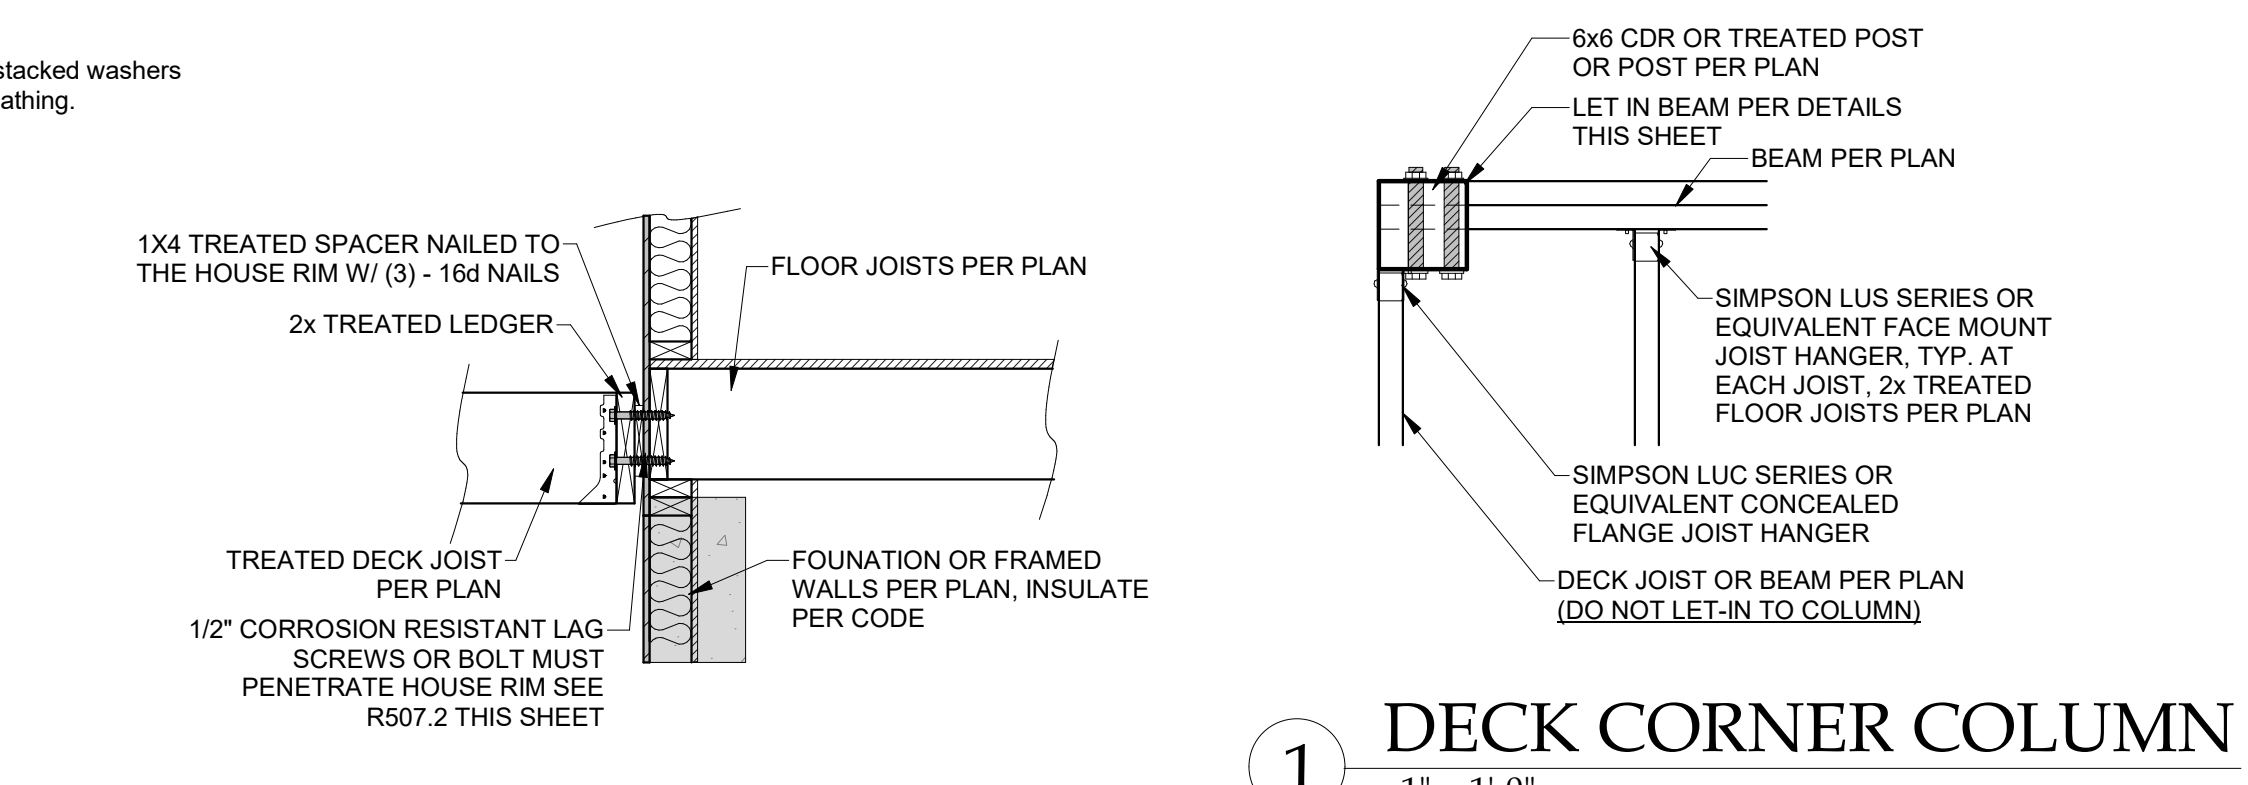 stacked washers
athing.
1X4 TREATED SPACER NAILED TO
THE HOUSE RIM W/ (3) - 16d NAILS
2x TREATED LEDGER
FLOOR JOISTS PER PLAN
TREATED DECK JOIST
PER PLAN
1/2" CORROSION RESISTANT LAG
SCREWS OR BOLT MUST
PENETRATE HOUSE RIM SEE
R507.2 THIS SHEET
FOUNATION OR FRAMED
WALLS PER PLAN, INSULATE
PER CODE
6x6 CDR OR TREATED POST
OR POST PER PLAN
LET IN BEAM PER DETAILS
THIS SHEET
BEAM PER PLAN
SIMPSON LUS SERIES OR
EQUIVALENT FACE MOUNT
JOIST HANGER, TYP. AT
EACH JOIST, 2x TREATED
FLOOR JOISTS PER PLAN
SIMPSON LUC SERIES OR
EQUIVALENT CONCEALED
FLANGE JOIST HANGER
DECK JOIST OR BEAM PER PLAN
(DO NOT LET-IN TO COLUMN)
1
DECK CORNER COLUMN